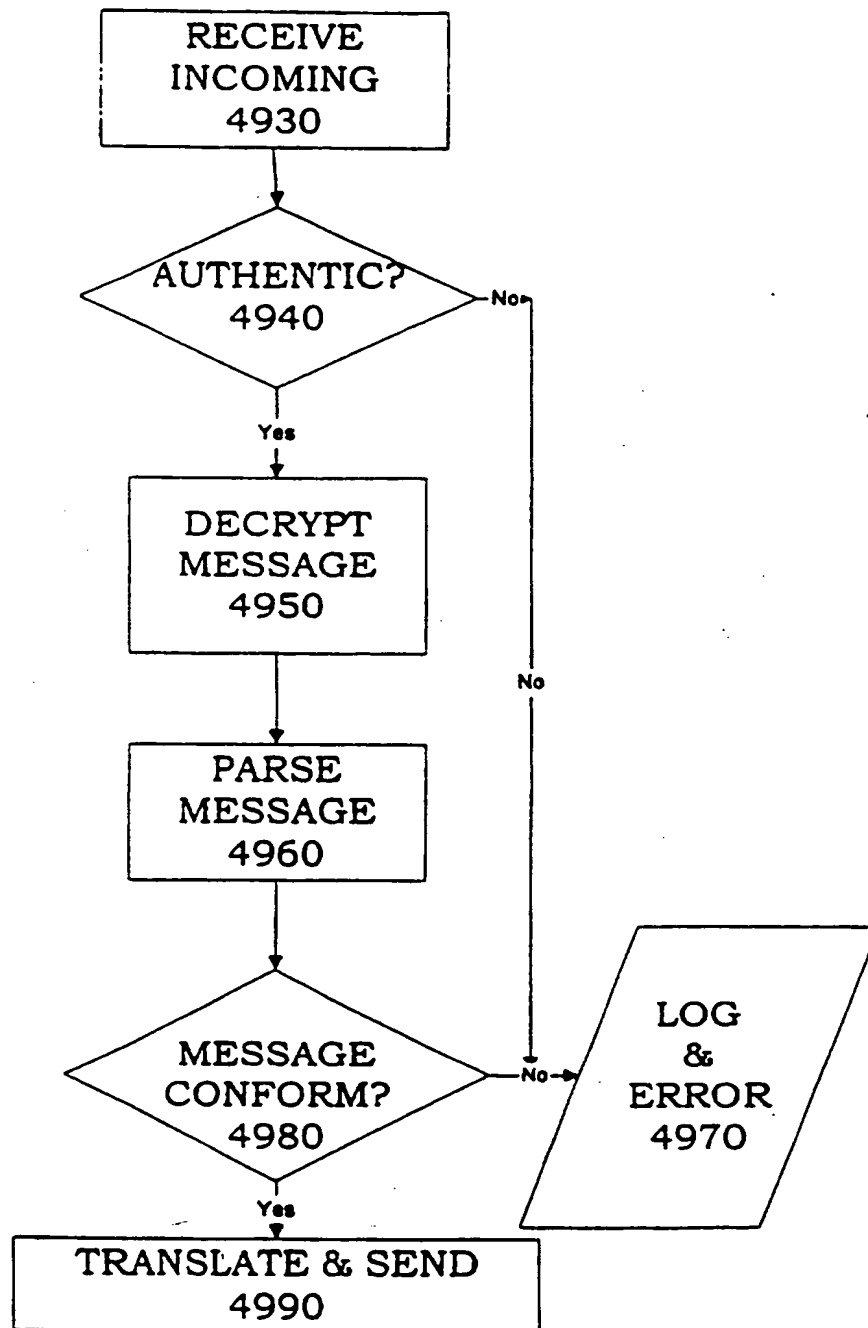 RECEIVE
INCOMING
4930
AUTHENTIC?
4940
No
Yes
DECRYPT
MESSAGE
4950
No
PARSE
MESSAGE
4960
MESSAGE
CONFORM?
4980
No
LOG
&
ERROR
4970
Yes
TRANSLATE & SEND
4990